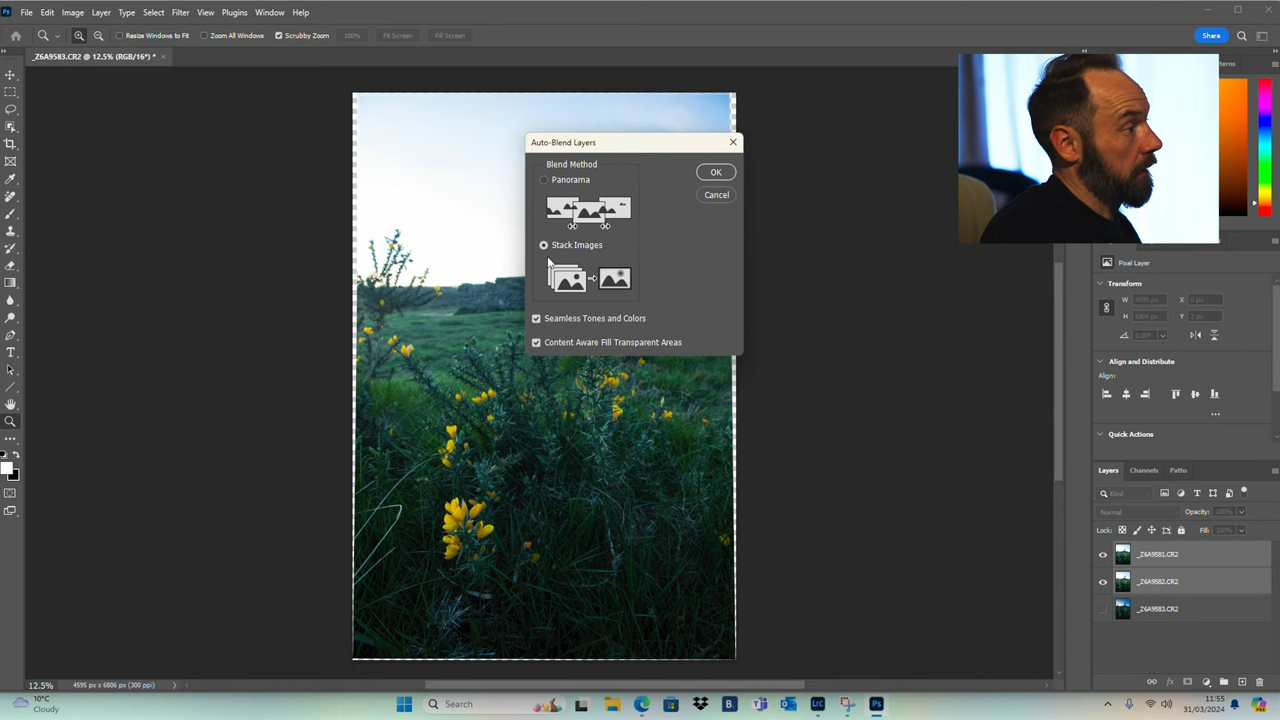 Ps File Edit Image Layer Type Select Filter View Plugins Window Help
Resize Windows to Fit Zoom All Windows Scrubby Zoom 100% Fit Screen Fill Screen Share
_Z6A9583.CR2 @ 12.5% (RGB/16*) *
Auto-Blend Layers
Blend Method
Panorama
Stack Images
Seamless Tones and Colors
Content Aware Fill Transparent Areas
OK
Cancel
Pixel Layer
Transform
W 4595 px X 0 px
H 6804 px Y 2 px
0.00°
Align and Distribute
Align:
Quick Actions
Layers Channels Paths
Kind
Normal Opacity: 100%
Lock: Fill: 100%
_Z6A9581.CR2
_Z6A9582.CR2
_Z6A9583.CR2
12.5% 4595 px x 6806 px (300 ppi)
10°C
Cloudy
Search
LrC
Ps
11:55
31/03/2024